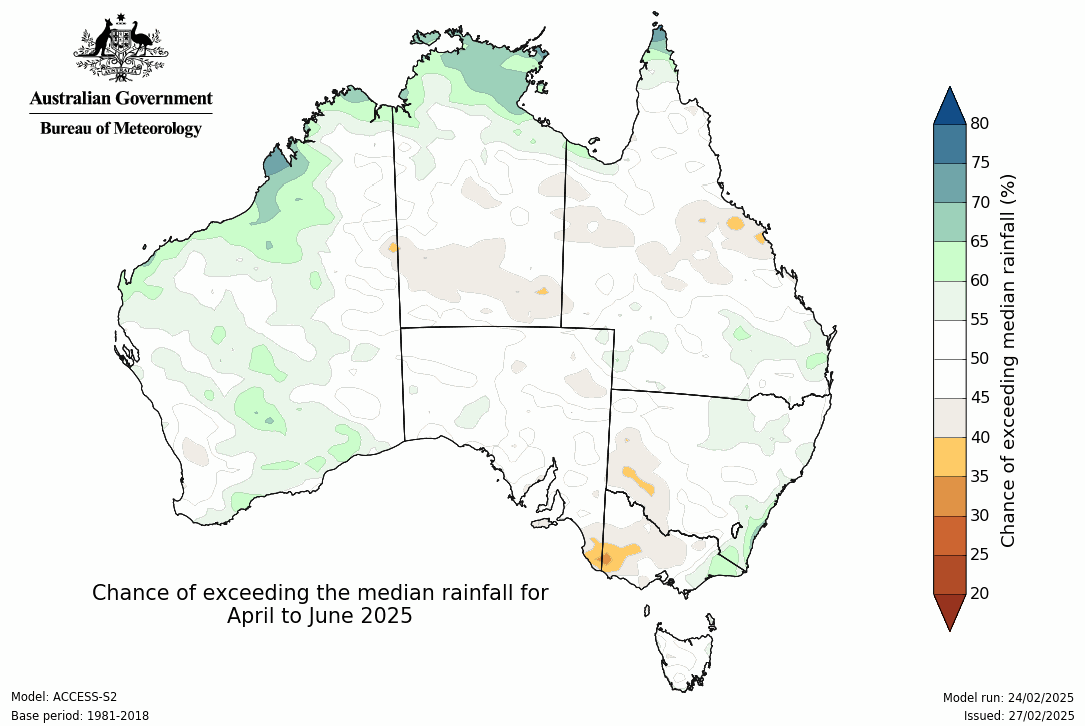 Australian Government
Bureau of Meteorology
80
75
70
65
60
55
50
45
40
35
30
25
20
Chance of exceeding median rainfall (%)
Chance of exceeding the median rainfall for
April to June 2025
Model: ACCESS-S2
Base period: 1981-2018
Model run: 24/02/2025
Issued: 27/02/2025